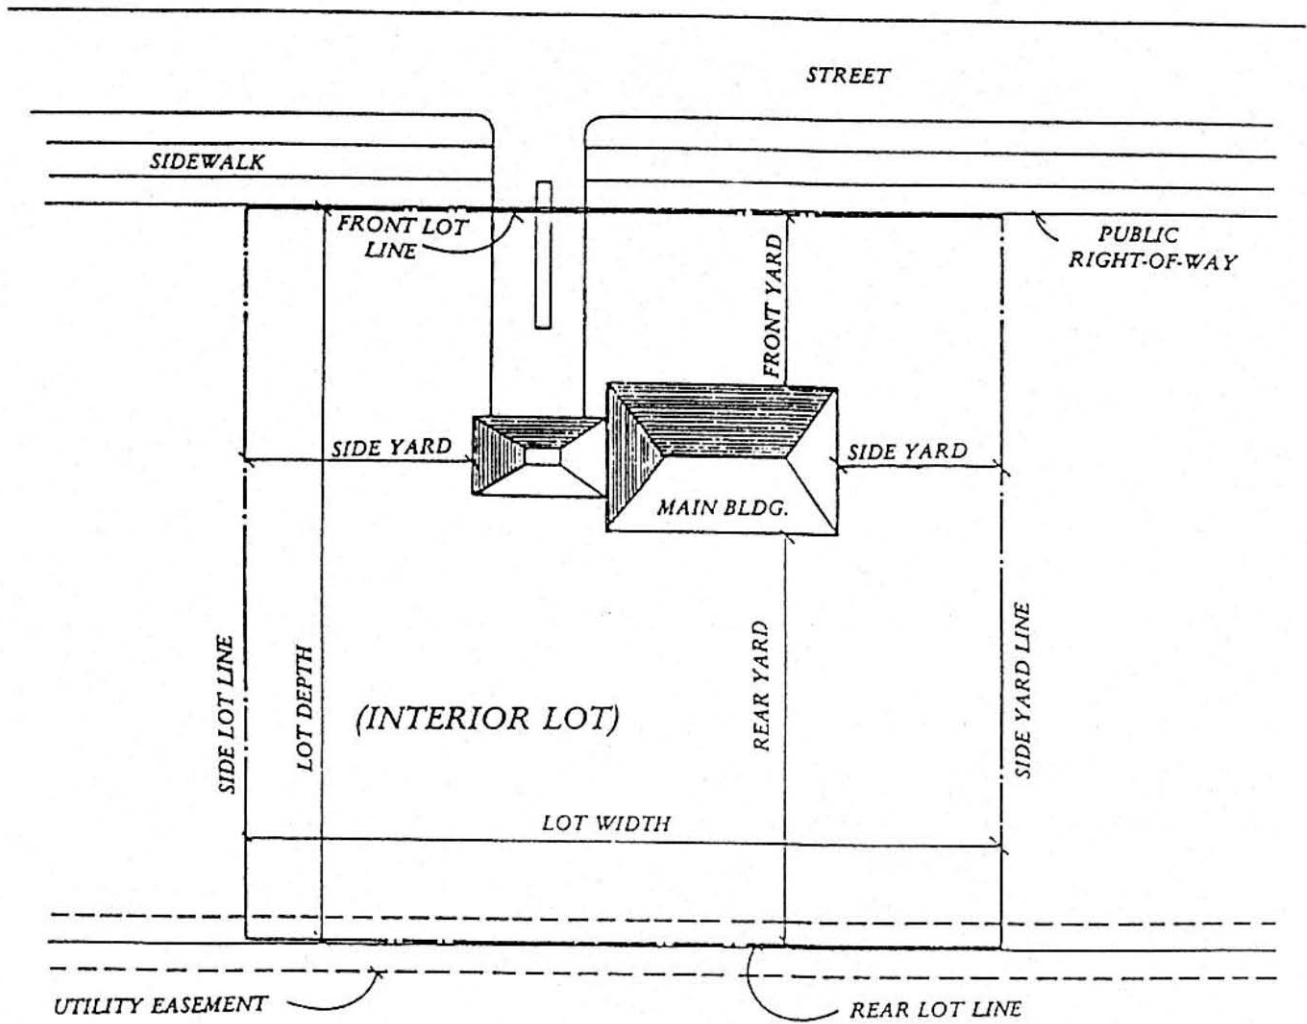 STREET
SIDEWALK
FRONT LOT
LINE
PUBLIC
RIGHT-OF-WAY
FRONT YARD
SIDE YARD
SIDE YARD
MAIN BLDG.
SIDE LOT LINE
LOT DEPTH
(INTERIOR LOT)
REAR YARD
SIDE YARD LINE
LOT WIDTH
UTILITY EASEMENT
REAR LOT LINE